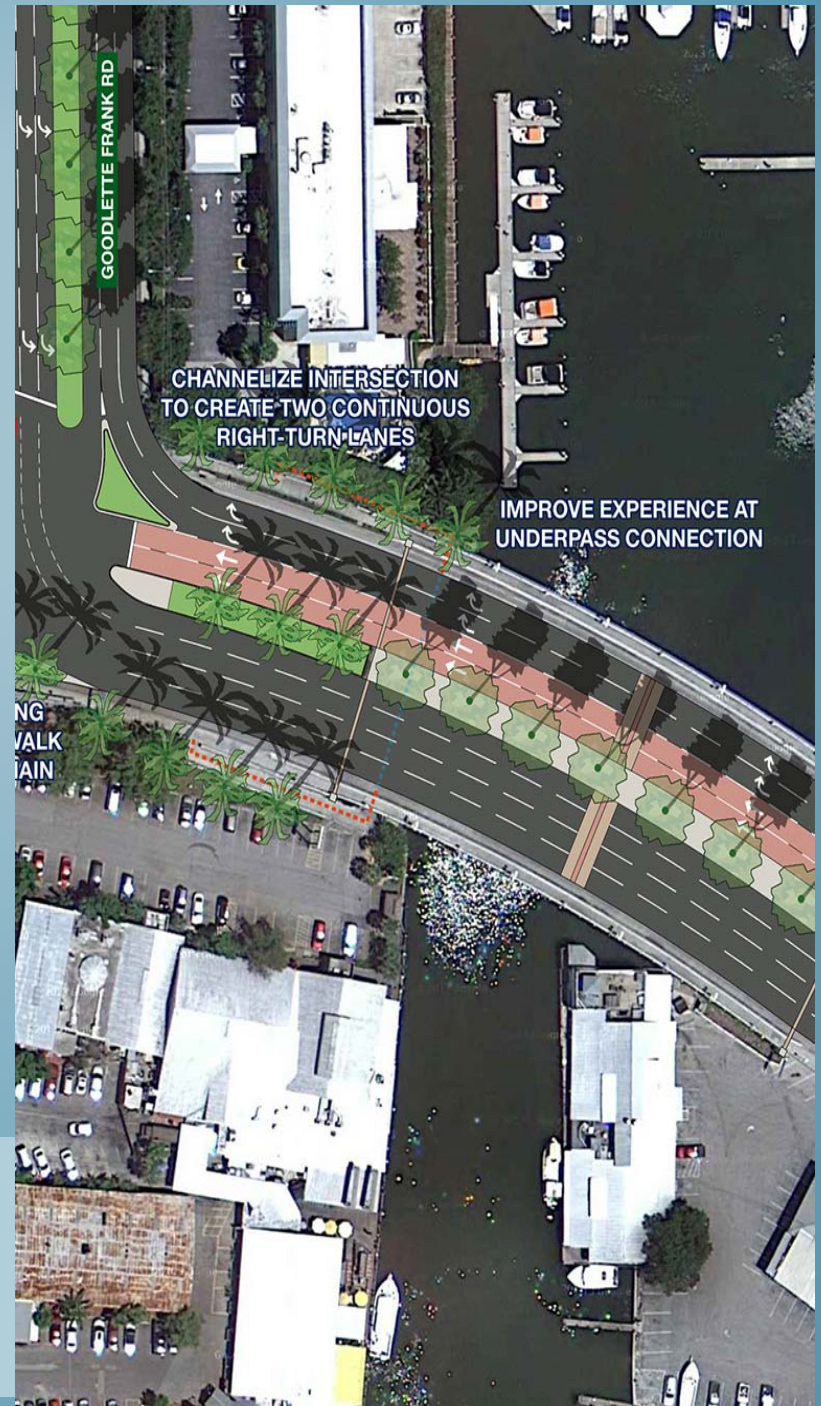 GOODLETTE FRANK RD
CHANNELIZE INTERSECTION
TO CREATE TWO CONTINUOUS
RIGHT-TURN LANES
IMPROVE EXPERIENCE AT
UNDERPASS CONNECTION
NG
WALK